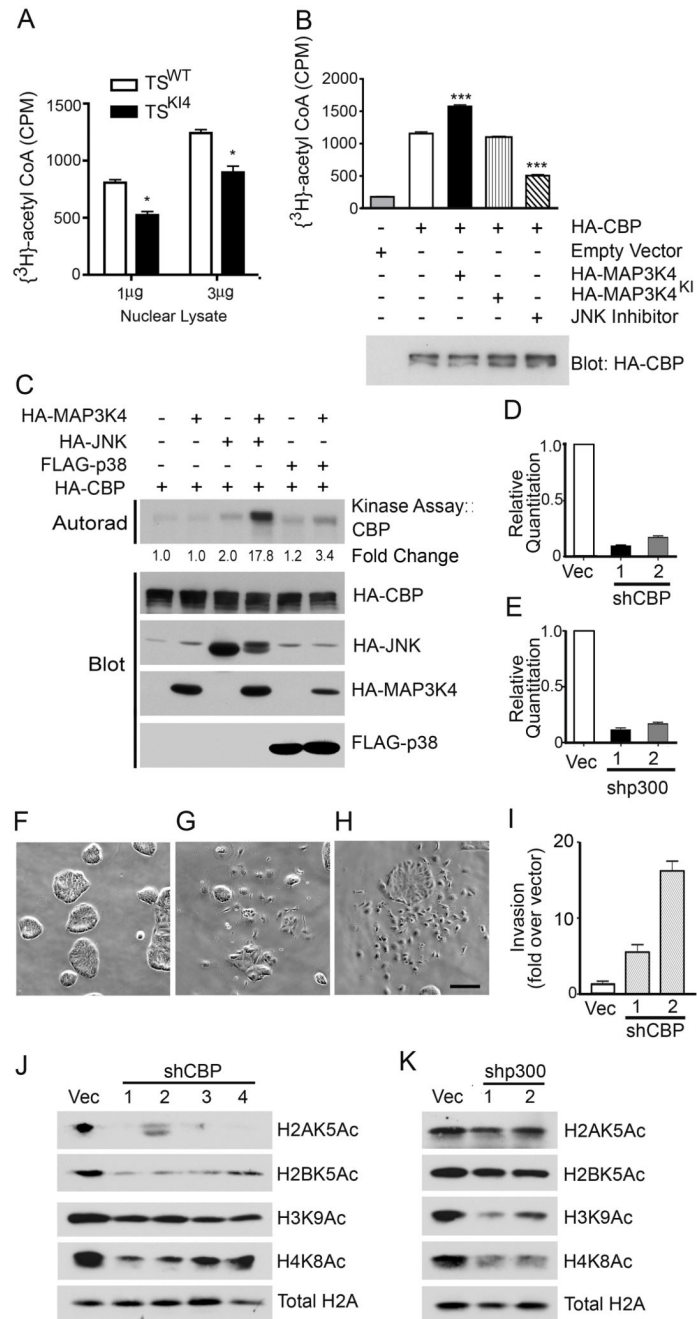 A
TS^WT
TS^KI4
{³H}-acetyl CoA (CPM)
1500
1000
500
0
*
*
1µg
3µg
Nuclear Lysate
B
{³H}-acetyl CoA (CPM)
2000
1500
1000
500
0
***
***
- + + + + HA-CBP
+ - - - - Empty Vector
- - + - - HA-MAP3K4
- - - + - HA-MAP3K4^KI
- - - - + JNK Inhibitor
Blot: HA-CBP
C
HA-MAP3K4 - + - + - +
HA-JNK - - + + - -
FLAG-p38 - - - - + +
HA-CBP + + + + + +
Autorad
Kinase Assay::
CBP
1.0 1.0 2.0 17.8 1.2 3.4 Fold Change
Blot
HA-CBP
HA-JNK
HA-MAP3K4
FLAG-p38
D
Relative
Quantitation
1.0
0.5
0
Vec 1 2
shCBP
E
Relative
Quantitation
1.0
0.5
0
Vec 1 2
shp300
F
G
H
I
Invasion
(fold over vector)
20
10
0
Vec 1 2
shCBP
J
shCBP
Vec 1 2 3 4
H2AK5Ac
H2BK5Ac
H3K9Ac
H4K8Ac
Total H2A
K
shp300
Vec 1 2
H2AK5Ac
H2BK5Ac
H3K9Ac
H4K8Ac
Total H2A